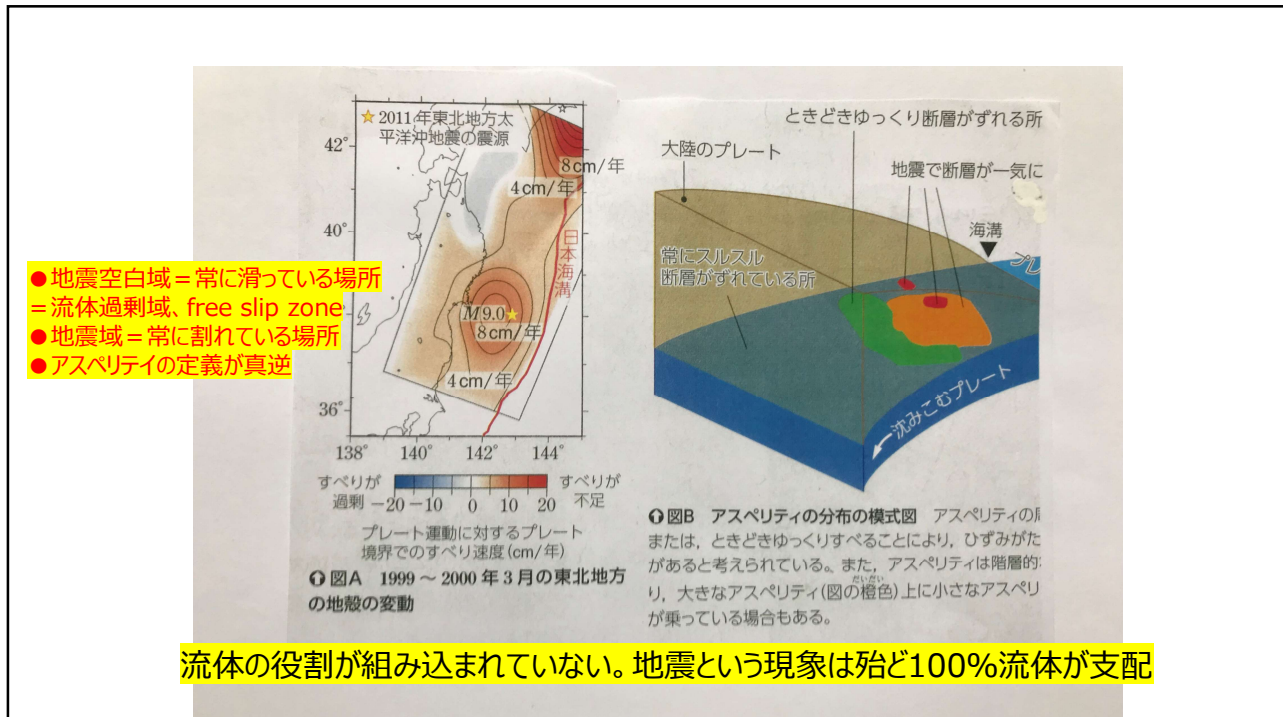 ●地震空白域＝常に滑っている場所
＝流体過剰域、free slip zone
●地震域＝常に割れている場所
●アスペリテイの定義が真逆
☆2011年東北地方太
平洋沖地震の震源
42°
40°
36°
138° 140° 142° 144°
8cm/年
4cm/年
日本海溝
M9.0
8cm/年
4cm/年
すべりが
過剰
-20 -10 0 10 20
すべりが
不足
プレート運動に対するプレート
境界でのすべり速度(cm/年)
図A 1999～2000年3月の東北地方
の地殻の変動
ときどきゆっくり断層がずれる所
大陸のプレート
地震で断層が一気に
海溝
常にスルスル
断層がずれている所
プレ
沈みこむプレート
図B アスペリティの分布の模式図 アスペリティの
または，ときどきゆっくりすべることにより，ひずみがた
があると考えられている。また，アスペリティは階層的
り，大きなアスペリティ(図の橙色)上に小さなアスペリ
だいだい
が乗っている場合もある。
流体の役割が組み込まれていない。地震という現象は殆ど100%流体が支配